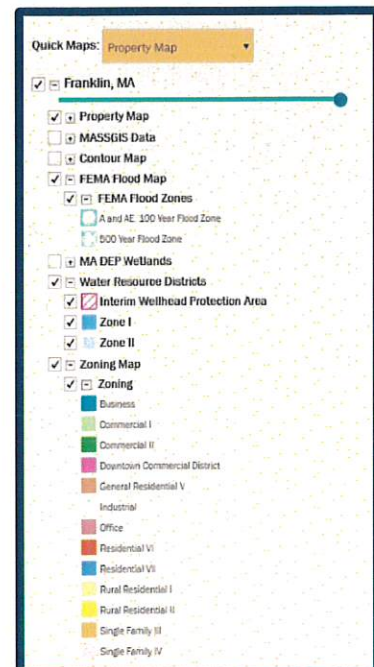 Quick Maps: Property Map
Franklin, MA
Property Map
MASSGIS Data
Contour Map
FEMA Flood Map
FEMA Flood Zones
A and AE: 100 Year Flood Zone
500 Year Flood Zone
MA DEP Wetlands
Water Resource Districts
Interim Wellhead Protection Area
Zone I
Zone II
Zoning Map
Zoning
Business
Commercial I
Commercial II
Downtown Commercial District
General Residential V
Industrial
Office
Residential VI
Residential VII
Rural Residential I
Rural Residential II
Single Family III
Single Family IV